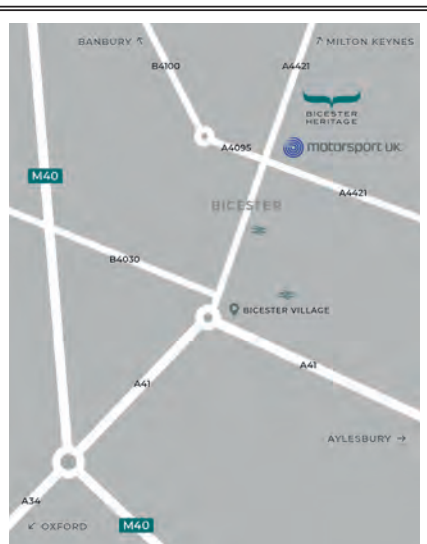 BANBURY ↖
↗ MILTON KEYNES
B4100
A4421
BICESTER
HERITAGE
A4095
motorsport UK
M40
A4421
BICESTER
B4030
BICESTER VILLAGE
A41
A41
AYLESBURY →
A34
↙ OXFORD
M40